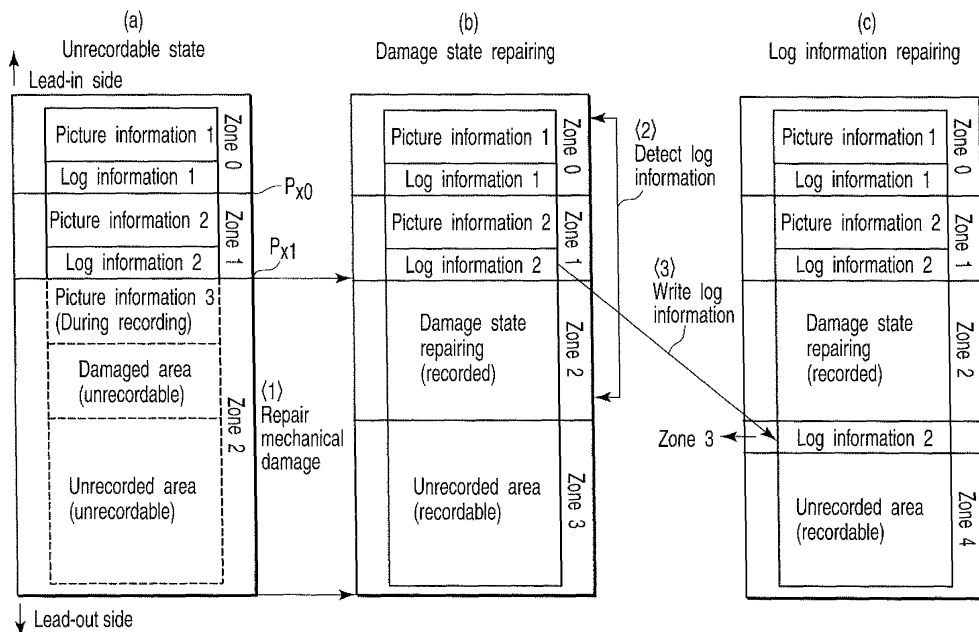 (a)
Unrecordable state
Lead-in side
Picture information 1
Log information 1
Zone 0
Px0
Picture information 2
Log information 2
Zone 1
Px1
Picture information 3
(During recording)
Damaged area
(unrecordable)
Unrecorded area
(unrecordable)
Zone 2
Lead-out side
⟨1⟩
Repair
mechanical
damage
(b)
Damage state repairing
Picture information 1
Log information 1
Zone 0
Picture information 2
Log information 2
Zone 1
Damage state
repairing
(recorded)
Zone 2
Unrecorded area
(recordable)
Zone 3
⟨2⟩
Detect log
information
⟨3⟩
Write log
information
(c)
Log information repairing
Picture information 1
Log information 1
Zone 0
Picture information 2
Log information 2
Zone 1
Damage state
repairing
(recorded)
Zone 2
Zone 3
Log information 2
Unrecorded area
(recordable)
Zone 4